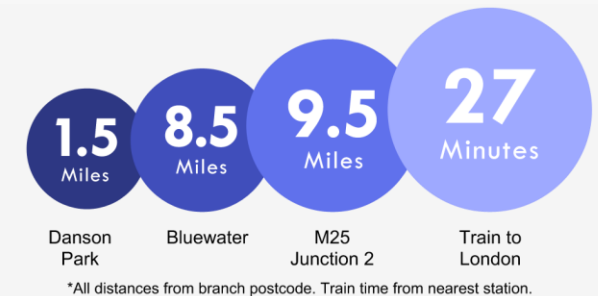 1.5
Miles
8.5
Miles
9.5
Miles
27
Minutes
Danson
Park
Bluewater
M25
Junction 2
Train to
London
*All distances from branch postcode. Train time from nearest station.